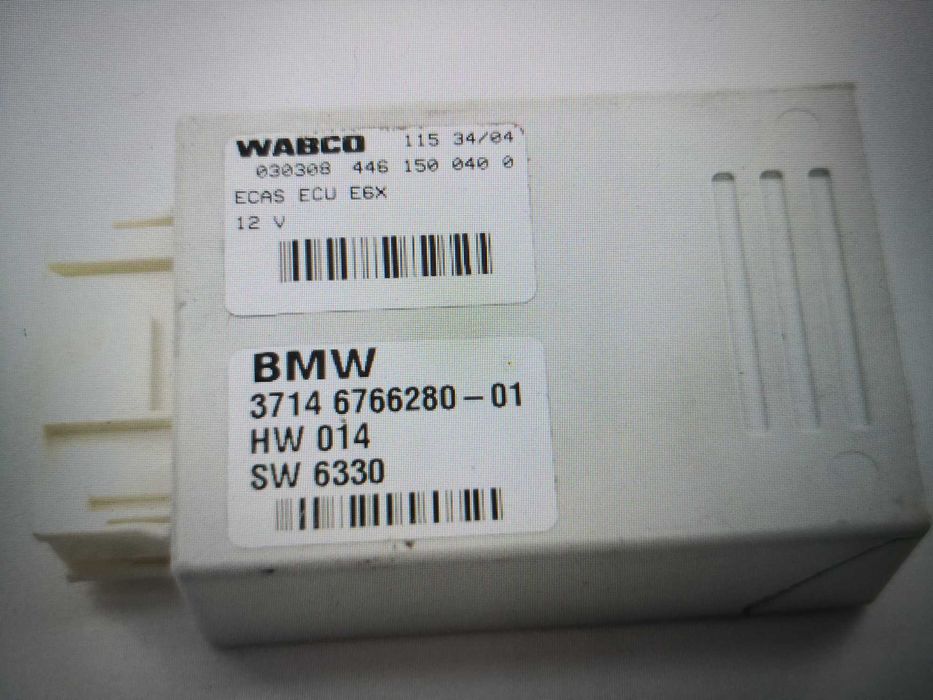 WABCO 115 34/04
030308 446 150 040 0
ECAS ECU E6X
12 V
BMW
3714 6766280-01
HW 014
SW 6330